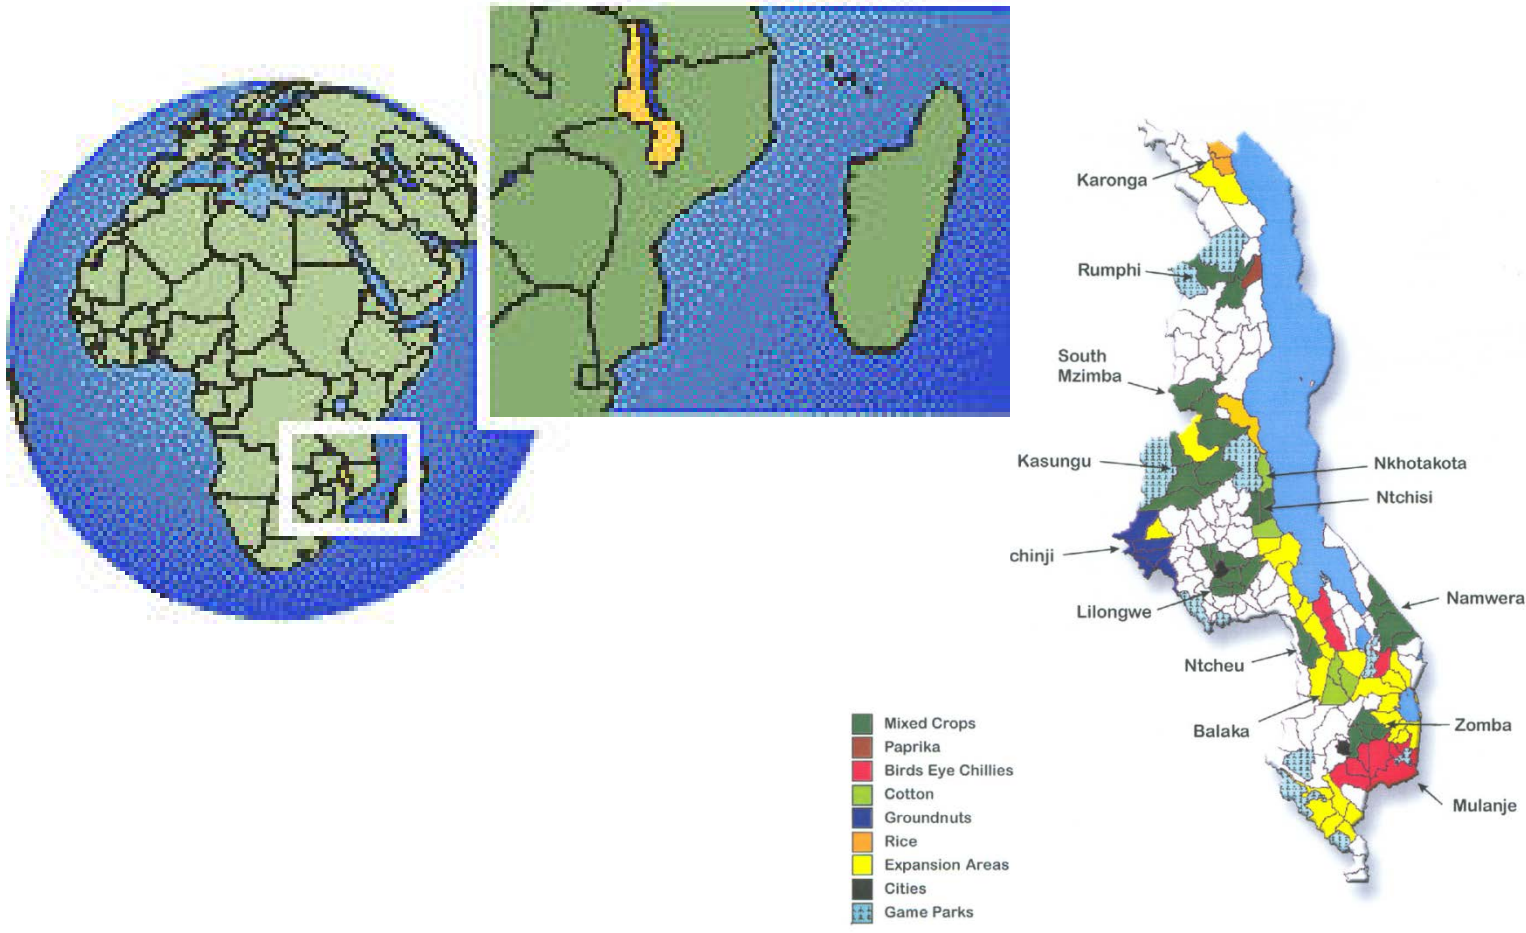 Karonga
Rumphi
South
Mzimba
Kasungu
Nkhotakota
Ntchisi
chinji
Lilongwe
Namwera
Ntcheu
Balaka
Zomba
Mulanje
Mixed Crops
Paprika
Birds Eye Chillies
Cotton
Groundnuts
Rice
Expansion Areas
Cities
Game Parks